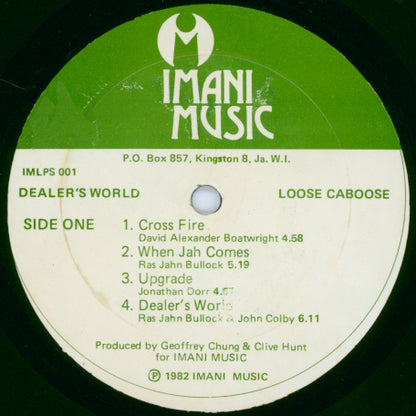 IMANI
MUSIC
P.O. Box 857, Kingston 8, Ja. W.I.
IMLPS 001
DEALER'S WORLD LOOSE CABOOSE
SIDE ONE
1. Cross Fire
David Alexander Boatwright 4.58
2. When Jah Comes
Ras Jahn Bullock 5.19
3. Upgrade
Jonathan Dorr
4. Dealer's World
Ras Jahn Bullock & John Colby 6.11
Produced by Geoffrey Chung & Clive Hunt
for IMANI MUSIC
℗ 1982 IMANI MUSIC